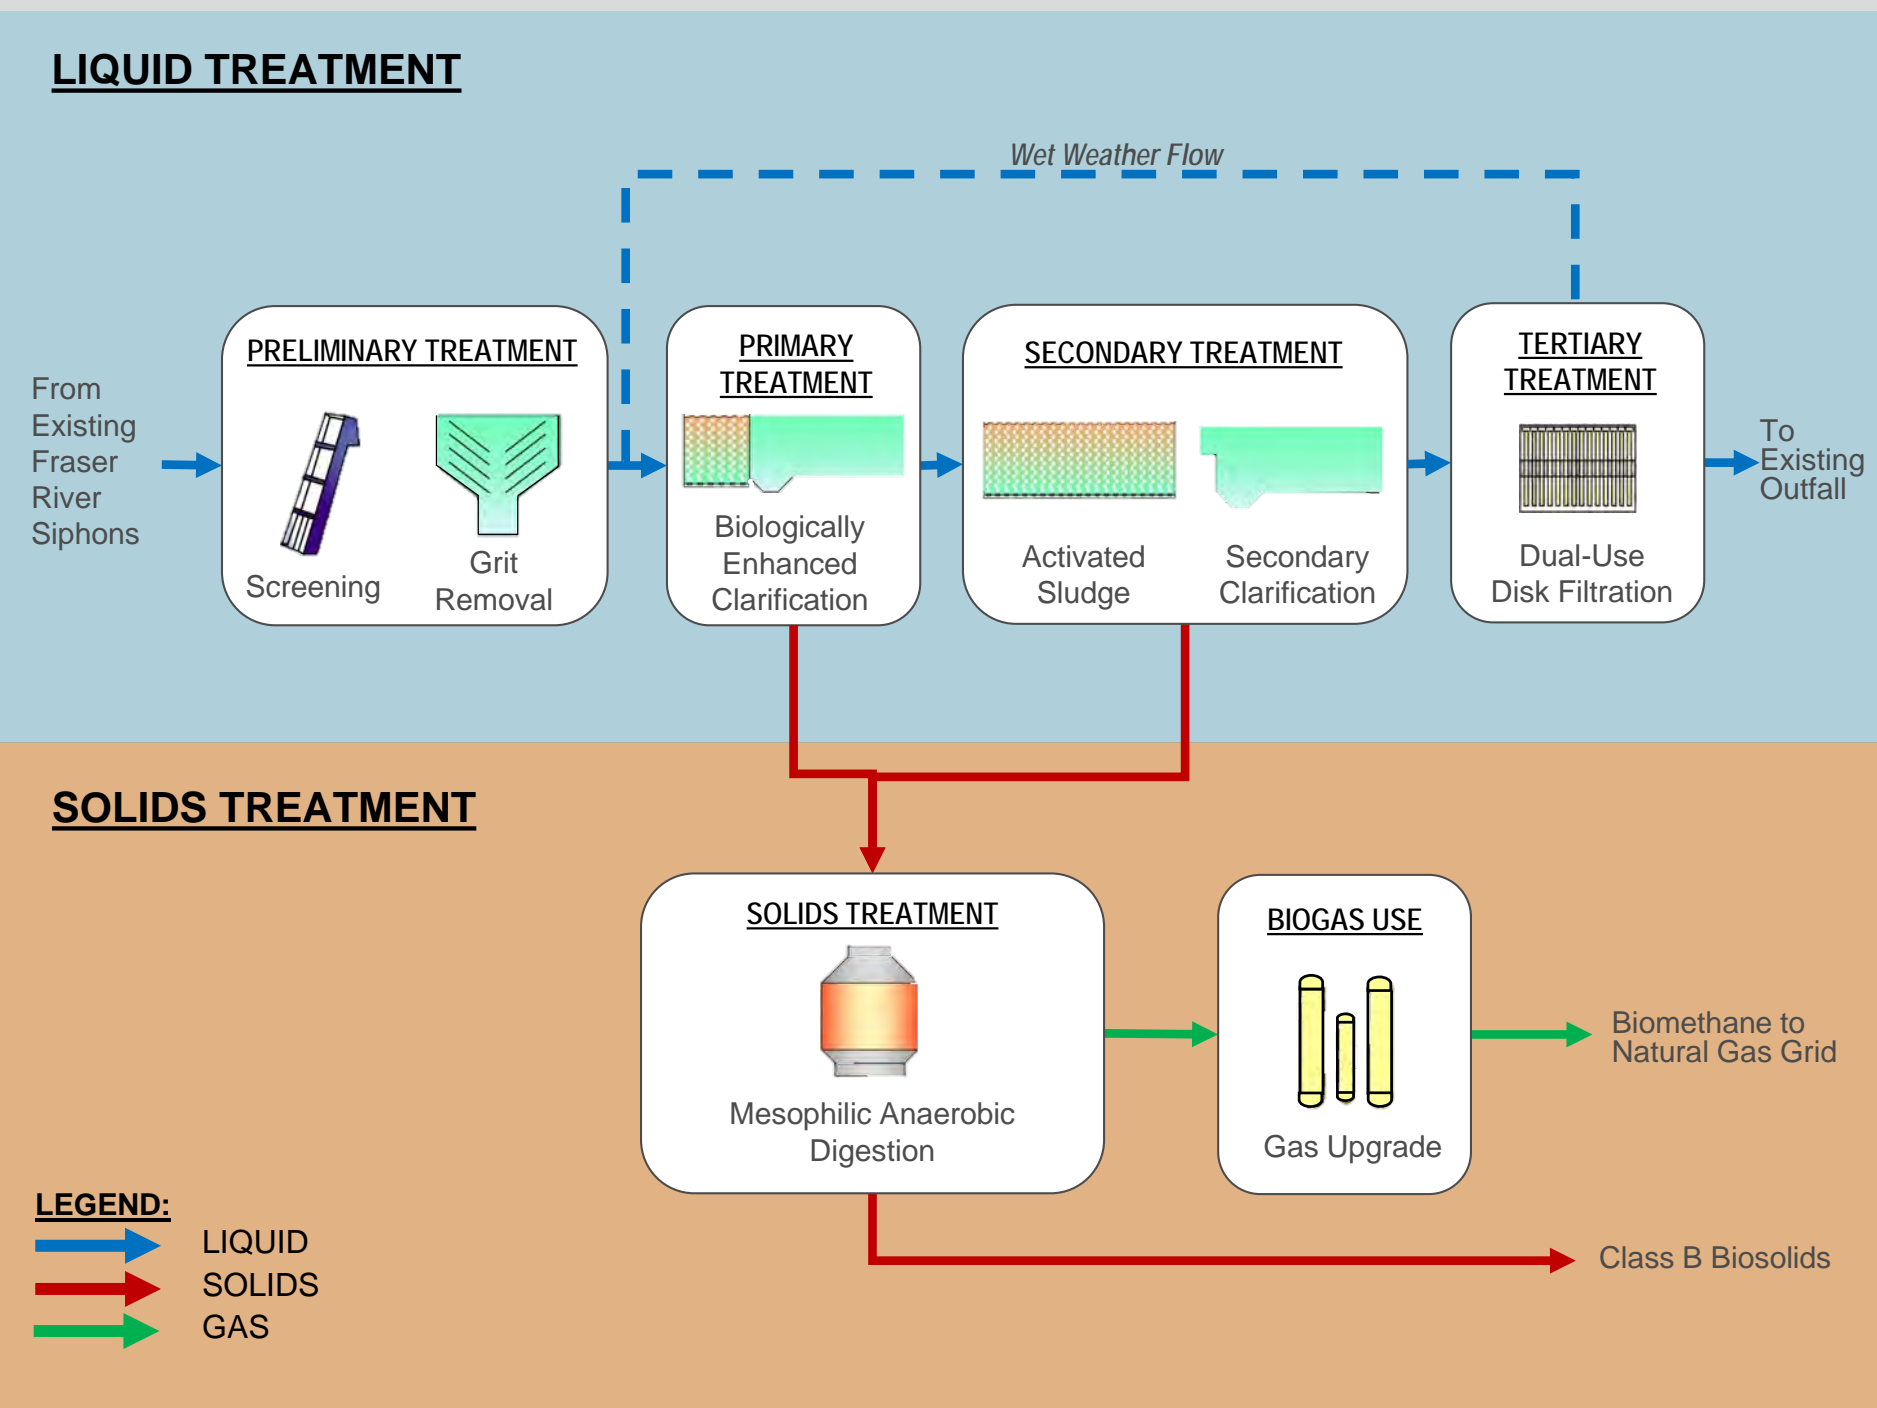 LIQUID TREATMENT
Wet Weather Flow
From
Existing
Fraser
River
Siphons
PRELIMINARY TREATMENT
Screening
Grit
Removal
PRIMARY
TREATMENT
Biologically
Enhanced
Clarification
SECONDARY TREATMENT
Activated
Sludge
Secondary
Clarification
TERTIARY
TREATMENT
Dual-Use
Disk Filtration
To
Existing
Outfall
SOLIDS TREATMENT
SOLIDS TREATMENT
Mesophilic Anaerobic
Digestion
BIOGAS USE
Gas Upgrade
Biomethane to
Natural Gas Grid
Class B Biosolids
LEGEND:
LIQUID
SOLIDS
GAS